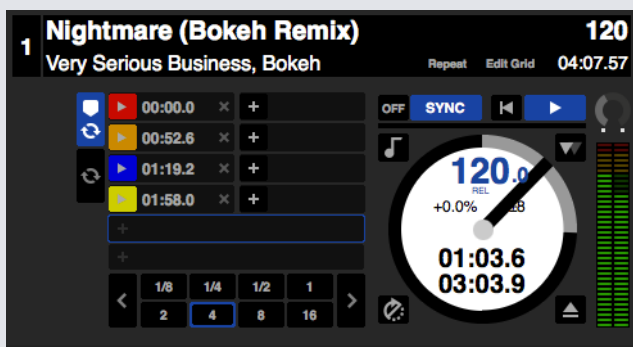 1
Nightmare (Bokeh Remix) 120
Very Serious Business, Bokeh Repeat Edit Grid 04:07.57
00:00.0 × +
00:52.6 × +
01:19.2 × +
01:58.0 × +
+
+
1/8 1/4 1/2 1
2 4 8 16
OFF SYNC
120.0
REL
+0.0% 8
01:03.6
03:03.9